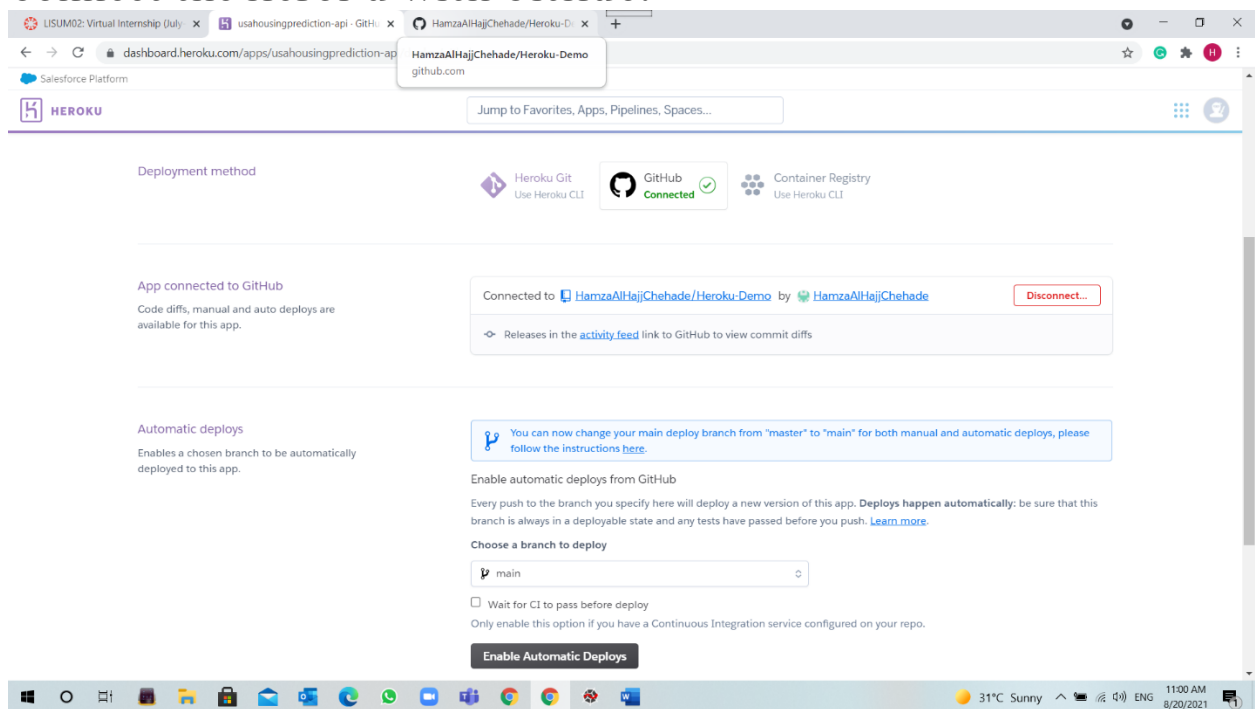 LISUM02: Virtual Internship (July
usahousingprediction-api · GitHu
HamzaAlHajjChehade/Heroku-De
dashboard.heroku.com/apps/usahousingprediction-ap
HamzaAlHajjChehade/Heroku-Demo
github.com
H
Salesforce Platform
HEROKU
Jump to Favorites, Apps, Pipelines, Spaces...
Deployment method
Heroku Git
Use Heroku CLI
GitHub
Connected
Container Registry
Use Heroku CLI
App connected to GitHub
Code diffs, manual and auto deploys are
available for this app.
Connected to HamzaAlHajjChehade/Heroku-Demo by HamzaAlHajjChehade
Disconnect...
Releases in the activity feed link to GitHub to view commit diffs
Automatic deploys
Enables a chosen branch to be automatically
deployed to this app.
You can now change your main deploy branch from "master" to "main" for both manual and automatic deploys, please
follow the instructions here.
Enable automatic deploys from GitHub
Every push to the branch you specify here will deploy a new version of this app. Deploys happen automatically: be sure that this
branch is always in a deployable state and any tests have passed before you push. Learn more.
Choose a branch to deploy
main
Wait for CI to pass before deploy
Only enable this option if you have a Continuous Integration service configured on your repo.
Enable Automatic Deploys
31°C Sunny
ENG
11:00 AM
8/20/2021